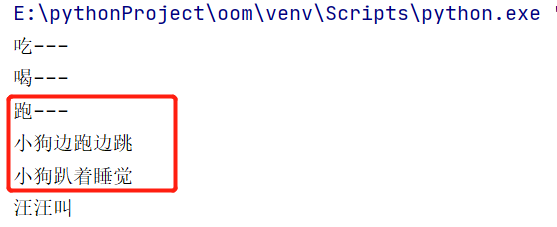 E:\pythonProject\oom\venv\Scripts\python.exe "
吃---
喝---
跑---
小狗边跑边跳
小狗趴着睡觉
汪汪叫